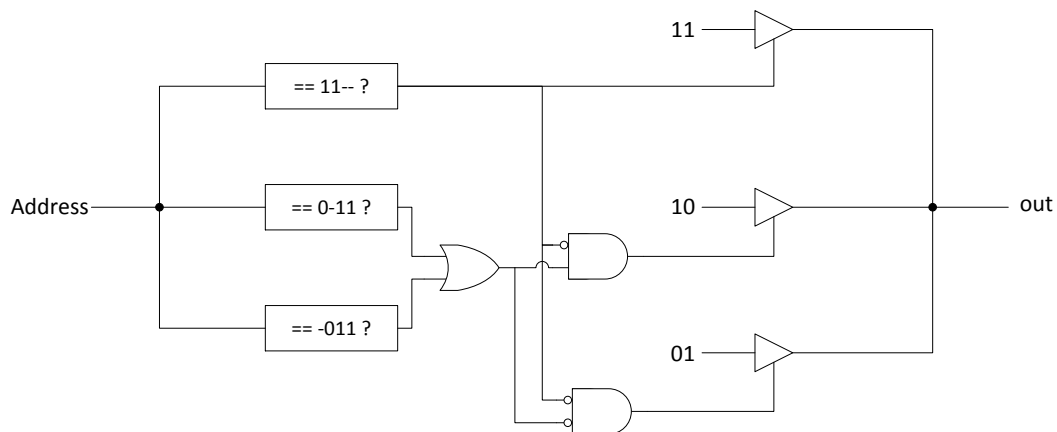 11
== 11-- ?
Address
== 0-11 ?
10
out
== -011 ?
01